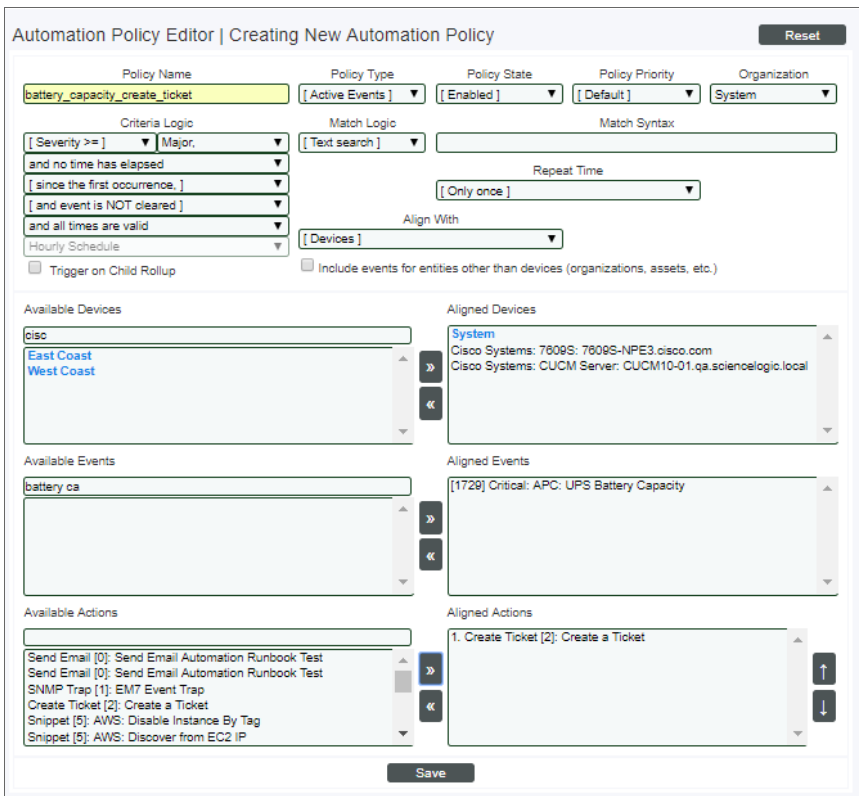 Automation Policy Editor | Creating New Automation Policy
Reset
Policy Name Policy Type Policy State Policy Priority Organization
battery_capacity_create_ticket [ Active Events ] [ Enabled ] [ Default ] System
Criteria Logic Match Logic Match Syntax
[ Severity >= ] Major, [ Text search ]
and no time has elapsed
Repeat Time
[ since the first occurrence, ] [ Only once ]
[ and event is NOT cleared ]
Align With
and all times are valid
[ Devices ]
Hourly Schedule
Trigger on Child Rollup Include events for entities other than devices (organizations, assets, etc.)
Available Devices
cisc
East Coast
West Coast
»
«
Aligned Devices
System
Cisco Systems: 7609S: 7609S-NPE3.cisco.com
Cisco Systems: CUCM Server: CUCM10-01.qa.sciencelogic.local
Available Events
battery ca
»
«
Aligned Events
[1729] Critical: APC: UPS Battery Capacity
Available Actions
Send Email [0]: Send Email Automation Runbook Test
Send Email [0]: Send Email Automation Runbook Test
SNMP Trap [1]: EM7 Event Trap
Create Ticket [2]: Create a Ticket
Snippet [5]: AWS: Disable Instance By Tag
Snippet [5]: AWS: Discover from EC2 IP
»
«
Aligned Actions
1. Create Ticket [2]: Create a Ticket
↑
↓
Save